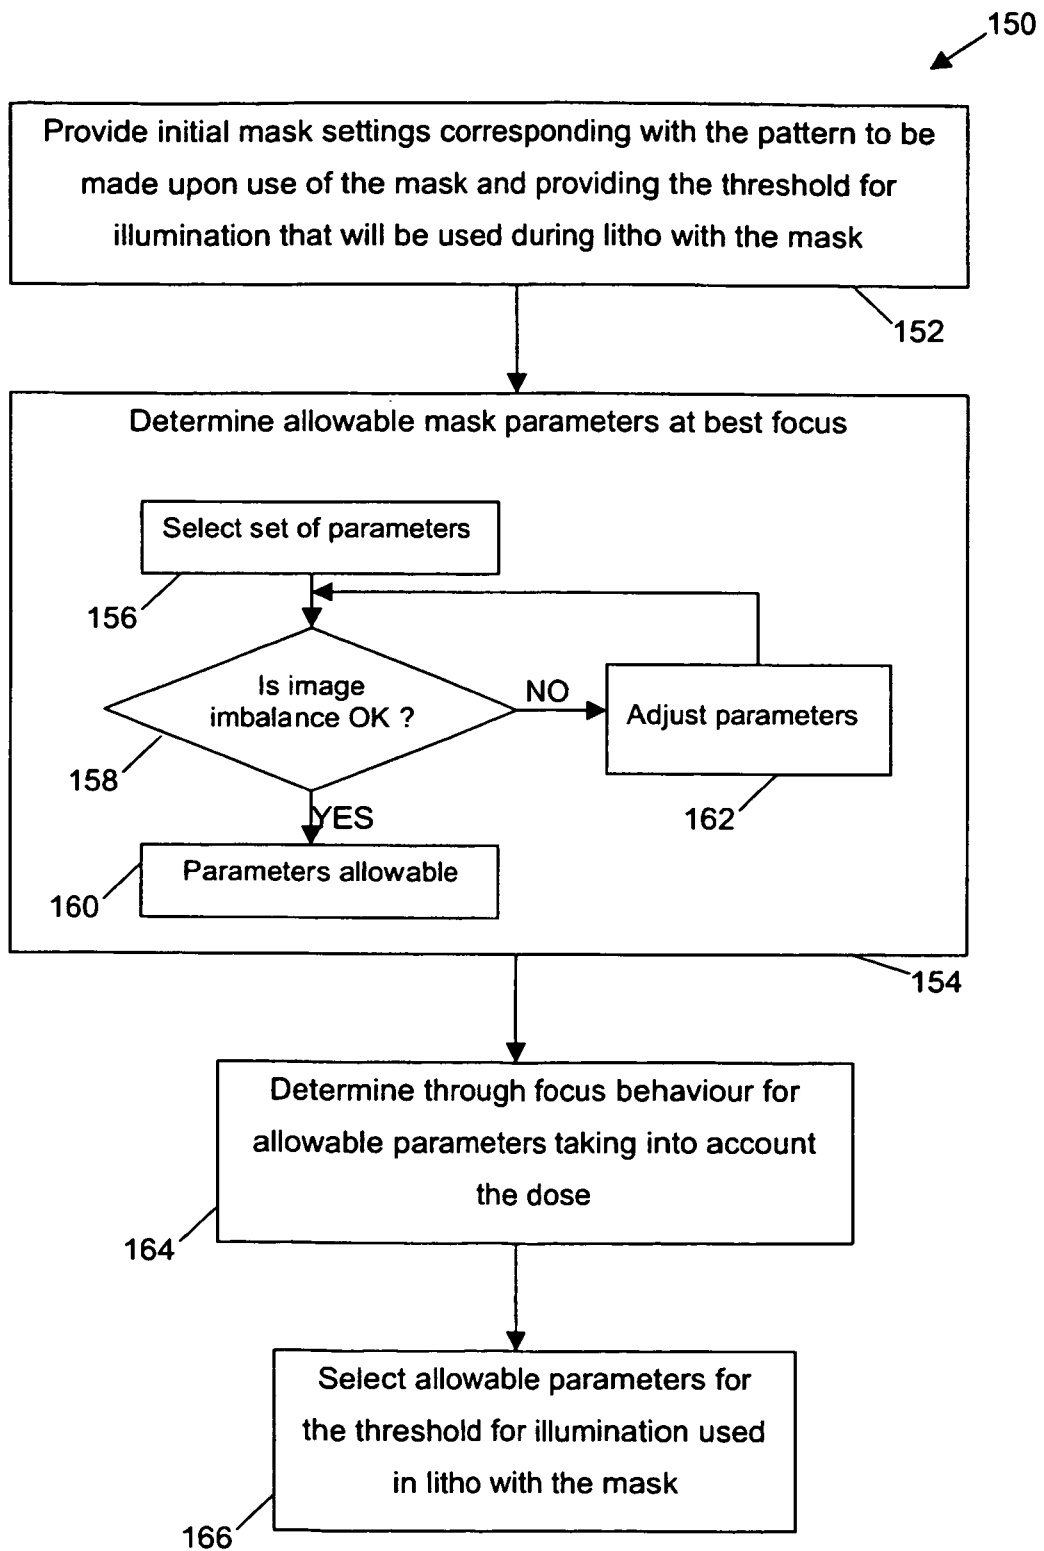 150
Provide initial mask settings corresponding with the pattern to be
made upon use of the mask and providing the threshold for
illumination that will be used during litho with the mask
152
Determine allowable mask parameters at best focus
Select set of parameters
156
Is image
imbalance OK ?
NO
Adjust parameters
158
162
YES
Parameters allowable
160
154
Determine through focus behaviour for
allowable parameters taking into account
the dose
164
Select allowable parameters for
the threshold for illumination used
in litho with the mask
166